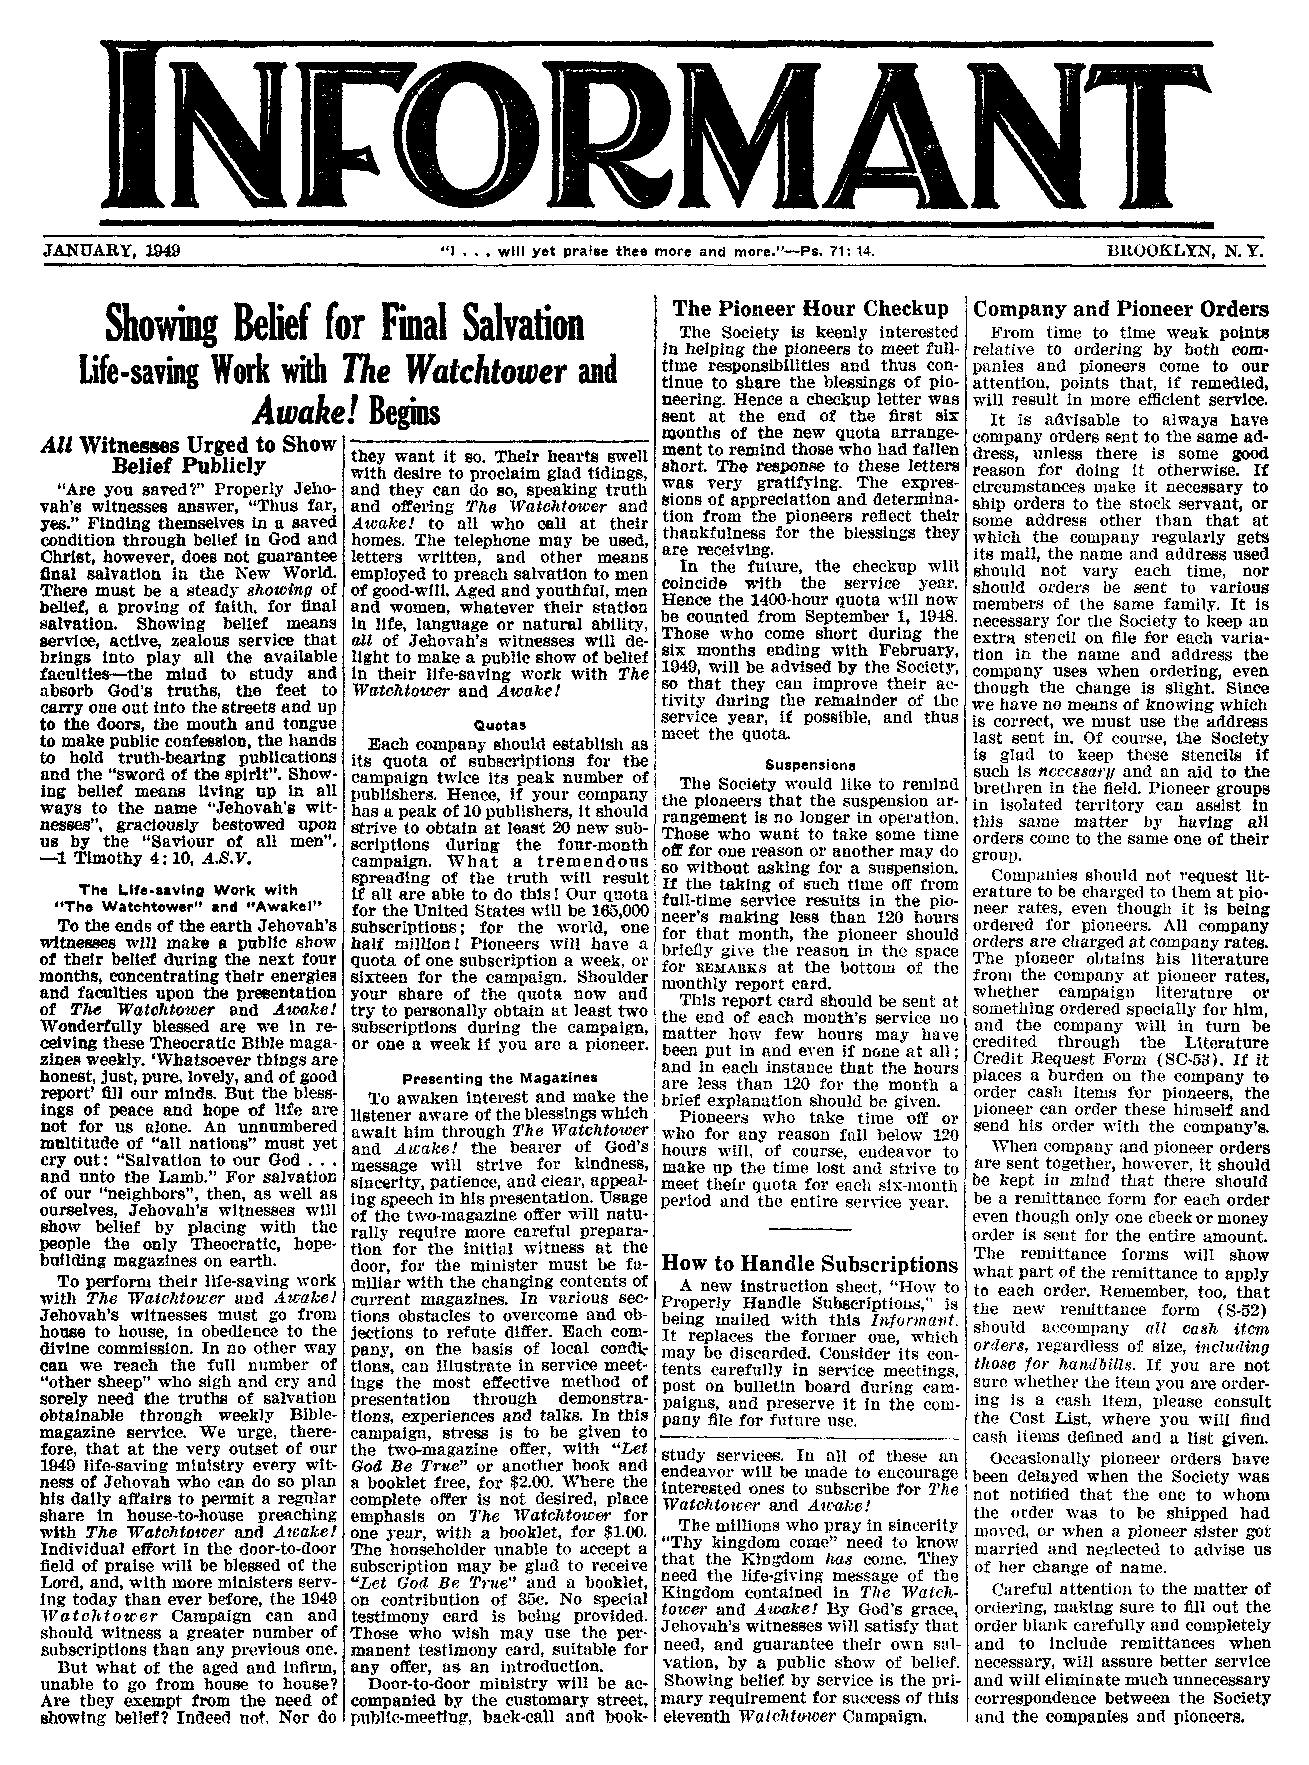 INFORMANT
JANUARY, 1949
"I . . . will yet praise thee more and more."—Ps. 71: 14.
BROOKLYN, N. Y.
Showing Belief for Final Salvation
Life-saving Work with The Watchtower and
Awake! Begins
All Witnesses Urged to Show
Belief Publicly
"Are you saved?" Properly Jeho-
vah's witnesses answer, "Thus far,
yes." Finding themselves in a saved
condition through belief in God and
Christ, however, does not guarantee
final salvation in the New World.
There must be a steady showing of
belief, a proving of faith, for final
salvation. Showing belief means
service, active, zealous service that
brings into play all the available
faculties—the mind to study and
absorb God's truths, the feet to
carry one out into the streets and up
to the doors, the mouth and tongue
to make public confession, the hands
to hold truth-bearing publications
and the "sword of the spirit". Show-
ing belief means living up in all
ways to the name "Jehovah's wit-
nesses", graciously bestowed upon
us by the "Saviour of all men".
—1 Timothy 4: 10, A.S.V.
The Life-saving Work with
"The Watchtower" and "Awake!"
To the ends of the earth Jehovah's
witnesses will make a public show
of their belief during the next four
months, concentrating their energies
and faculties upon the presentation
of The Watchtower and Awake!
Wonderfully blessed are we in re-
ceiving these Theocratic Bible maga-
zines weekly. 'Whatsoever things are
honest, just, pure, lovely, and of good
report' fill our minds. But the bless-
ings of peace and hope of life are
not for us alone. An unnumbered
multitude of "all nations" must yet
cry out: "Salvation to our God . . .
and unto the Lamb." For salvation
of our "neighbors", then, as well as
ourselves, Jehovah's witnesses will
show belief by placing with the
people the only Theocratic, hope-
building magazines on earth.
To perform their life-saving work
with The Watchtower and Awake!
Jehovah's witnesses must go from
house to house, in obedience to the
divine commission. In no other way
can we reach the full number of
"other sheep" who sigh and cry and
sorely need the truths of salvation
obtainable through weekly Bible-
magazine service. We urge, there-
fore, that at the very outset of our
1949 life-saving ministry every wit-
ness of Jehovah who can do so plan
his daily affairs to permit a regular
share in house-to-house preaching
with The Watchtower and Awake!
Individual effort in the door-to-door
field of praise will be blessed of the
Lord, and, with more ministers serv-
ing today than ever before, the 1949
Watchtower Campaign can and
should witness a greater number of
subscriptions than any previous one.
But what of the aged and infirm,
unable to go from house to house?
Are they exempt from the need of
showing belief? Indeed not. Nor do
they want it so. Their hearts swell
with desire to proclaim glad tidings,
and they can do so, speaking truth
and offering The Watchtower and
Awake! to all who call at their
homes. The telephone may be used,
letters written, and other means
employed to preach salvation to men
of good-will. Aged and youthful, men
and women, whatever their station
in life, language or natural ability,
all of Jehovah's witnesses will de-
light to make a public show of belief
in their life-saving work with The
Watchtower and Awake!
Quotas
Each company should establish as
its quota of subscriptions for the
campaign twice its peak number of
publishers. Hence, if your company
has a peak of 10 publishers, it should
strive to obtain at least 20 new sub-
scriptions during the four-month
campaign. What a tremendous
spreading of the truth will result
if all are able to do this! Our quota
for the United States will be 165,000
subscriptions; for the world, one
half million! Pioneers will have a
quota of one subscription a week, or
sixteen for the campaign. Shoulder
your share of the quota now and
try to personally obtain at least two
subscriptions during the campaign,
or one a week if you are a pioneer.
Presenting the Magazines
To awaken interest and make the
listener aware of the blessings which
await him through The Watchtower
and Awake! the bearer of God's
message will strive for kindness,
sincerity, patience, and clear, appeal-
ing speech in his presentation. Usage
of the two-magazine offer will natu-
rally require more careful prepara-
tion for the initial witness at the
door, for the minister must be fa-
miliar with the changing contents of
current magazines. In various sec-
tions obstacles to overcome and ob-
jections to refute differ. Each com-
pany, on the basis of local condi-
tions, can illustrate in service meet-
ings the most effective method of
presentation through demonstra-
tions, experiences and talks. In this
campaign, stress is to be given to
the two-magazine offer, with "Let
God Be True" or another book and
a booklet free, for $2.00. Where the
complete offer is not desired, place
emphasis on The Watchtower for
one year, with a booklet, for $1.00.
The householder unable to accept a
subscription may be glad to receive
"Let God Be True" and a booklet,
on contribution of 35c. No special
testimony card is being provided.
Those who wish may use the per-
manent testimony card, suitable for
any offer, as an introduction.
Door-to-door ministry will be ac-
companied by the customary street,
public-meeting, back-call and book-
The Pioneer Hour Checkup
The Society is keenly interested
in helping the pioneers to meet full-
time responsibilities and thus con-
tinue to share the blessings of pio-
neering. Hence a checkup letter was
sent at the end of the first six
months of the new quota arrange-
ment to remind those who had fallen
short. The response to these letters
was very gratifying. The expres-
sions of appreciation and determina-
tion from the pioneers reflect their
thankfulness for the blessings they
are receiving.
In the future, the checkup will
coincide with the service year.
Hence the 1400-hour quota will now
be counted from September 1, 1948.
Those who come short during the
six months ending with February,
1949, will be advised by the Society,
so that they can improve their ac-
tivity during the remainder of the
service year, if possible, and thus
meet the quota.
Suspensions
The Society would like to remind
the pioneers that the suspension ar-
rangement is no longer in operation.
Those who want to take some time
off for one reason or another may do
so without asking for a suspension.
If the taking of such time off from
full-time service results in the pio-
neer's making less than 120 hours
for that month, the pioneer should
briefly give the reason in the space
for REMARKS at the bottom of the
monthly report card.
This report card should be sent at
the end of each month's service no
matter how few hours may have
been put in and even if none at all;
and in each instance that the hours
are less than 120 for the month a
brief explanation should be given.
Pioneers who take time off or
who for any reason fall below 120
hours will, of course, endeavor to
make up the time lost and strive to
meet their quota for each six-month
period and the entire service year.
How to Handle Subscriptions
A new instruction sheet, "How to
Properly Handle Subscriptions," is
being mailed with this Informant.
It replaces the former one, which
may be discarded. Consider its con-
tents carefully in service meetings,
post on bulletin board during cam-
paigns, and preserve it in the com-
pany file for future use.
study services. In all of these an
endeavor will be made to encourage
interested ones to subscribe for The
Watchtower and Awake!
The millions who pray in sincerity
"Thy kingdom come" need to know
that the Kingdom has come. They
need the life-giving message of the
Kingdom contained in The Watch-
tower and Awake! By God's grace,
Jehovah's witnesses will satisfy that
need, and guarantee their own sal-
vation, by a public show of belief.
Showing belief by service is the pri-
mary requirement for success of this
eleventh Watchtower Campaign.
Company and Pioneer Orders
From time to time weak points
relative to ordering by both com-
panies and pioneers come to our
attention, points that, if remedied,
will result in more efficient service.
It is advisable to always have
company orders sent to the same ad-
dress, unless there is some good
reason for doing it otherwise. If
circumstances make it necessary to
ship orders to the stock servant, or
some address other than that at
which the company regularly gets
its mail, the name and address used
should not vary each time, nor
should orders be sent to various
members of the same family. It is
necessary for the Society to keep an
extra stencil on file for each varia-
tion in the name and address the
company uses when ordering, even
though the change is slight. Since
we have no means of knowing which
is correct, we must use the address
last sent in. Of course, the Society
is glad to keep these stencils if
such is necessary and an aid to the
brethren in the field. Pioneer groups
in isolated territory can assist in
this same matter by having all
orders come to the same one of their
group.
Companies should not request lit-
erature to be charged to them at pio-
neer rates, even though it is being
ordered for pioneers. All company
orders are charged at company rates.
The pioneer obtains his literature
from the company at pioneer rates,
whether campaign literature or
something ordered specially for him,
and the company will in turn be
credited through the Literature
Credit Request Form (SC-53). If it
places a burden on the company to
order cash items for pioneers, the
pioneer can order these himself and
send his order with the company's.
When company and pioneer orders
are sent together, however, it should
be kept in mind that there should
be a remittance form for each order
even though only one check or money
order is sent for the entire amount.
The remittance forms will show
what part of the remittance to apply
to each order. Remember, too, that
the new remittance form (S-52)
should accompany all cash item
orders, regardless of size, including
those for handbills. If you are not
sure whether the item you are order-
ing is a cash item, please consult
the Cost List, where you will find
cash items defined and a list given.
Occasionally pioneer orders have
been delayed when the Society was
not notified that the one to whom
the order was to be shipped had
moved, or when a pioneer sister got
married and neglected to advise us
of her change of name.
Careful attention to the matter of
ordering, making sure to fill out the
order blank carefully and completely
and to include remittances when
necessary, will assure better service
and will eliminate much unnecessary
correspondence between the Society
and the companies and pioneers.